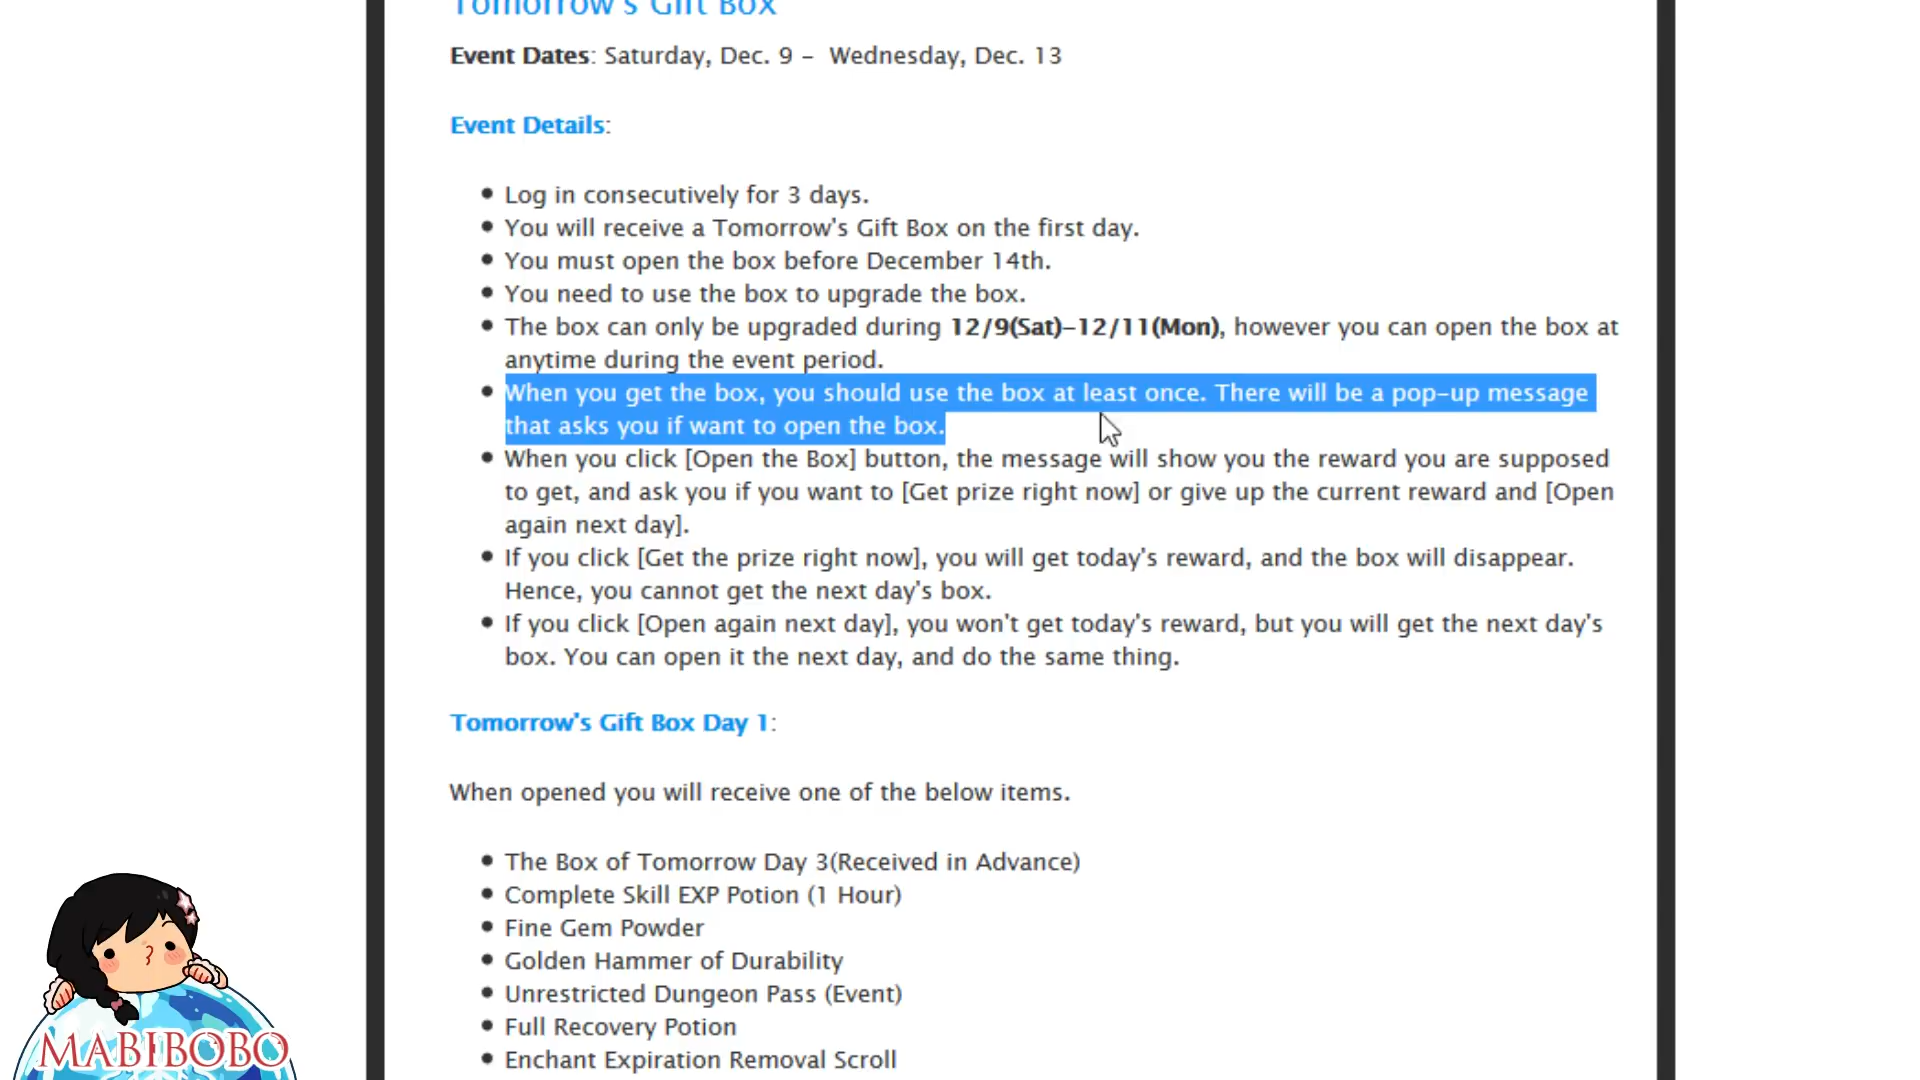 Tomorrow's Gift Box
Event Dates: Saturday, Dec. 9 – Wednesday, Dec. 13
Event Details:
• Log in consecutively for 3 days.
• You will receive a Tomorrow's Gift Box on the first day.
• You must open the box before December 14th.
• You need to use the box to upgrade the box.
• The box can only be upgraded during 12/9(Sat)–12/11(Mon), however you can open the box at
anytime during the event period.
• When you get the box, you should use the box at least once. There will be a pop-up message
that asks you if want to open the box.
• When you click [Open the Box] button, the message will show you the reward you are supposed
to get, and ask you if you want to [Get prize right now] or give up the current reward and [Open
again next day].
• If you click [Get the prize right now], you will get today's reward, and the box will disappear.
Hence, you cannot get the next day's box.
• If you click [Open again next day], you won't get today's reward, but you will get the next day's
box. You can open it the next day, and do the same thing.
Tomorrow's Gift Box Day 1:
When opened you will receive one of the below items.
• The Box of Tomorrow Day 3(Received in Advance)
• Complete Skill EXP Potion (1 Hour)
• Fine Gem Powder
• Golden Hammer of Durability
• Unrestricted Dungeon Pass (Event)
• Full Recovery Potion
• Enchant Expiration Removal Scroll
MABIBOBO